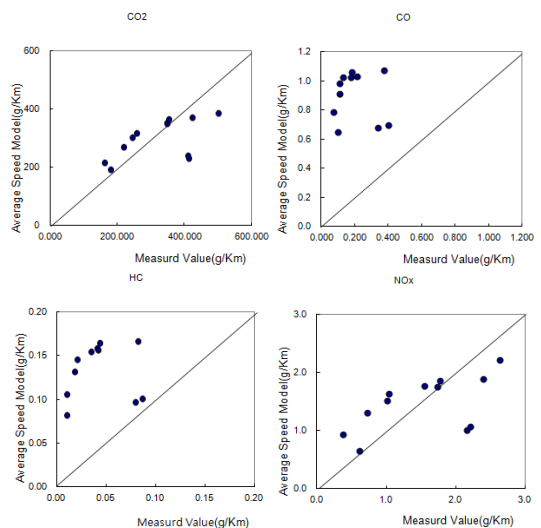 CO2
Average Speed Model(g/Km)
600
400
200
0
0.000 200.000 400.000 600.000
Measurd Value(g/Km)
CO
Average Speed Model(g/Km)
1.2
1.0
0.8
0.6
0.4
0.2
0.0
0.000 0.200 0.400 0.600 0.800 1.000 1.200
Measurd Value(g/Km)
HC
Average Speed Model(g/Km)
0.20
0.15
0.10
0.05
0.00
0.00 0.10 0.20
Measurd Value(g/Km)
NOx
Average Speed Model(g/Km)
3.0
2.0
1.0
0.0
0.0 1.0 2.0 3.0
Measurd Value(g/Km)